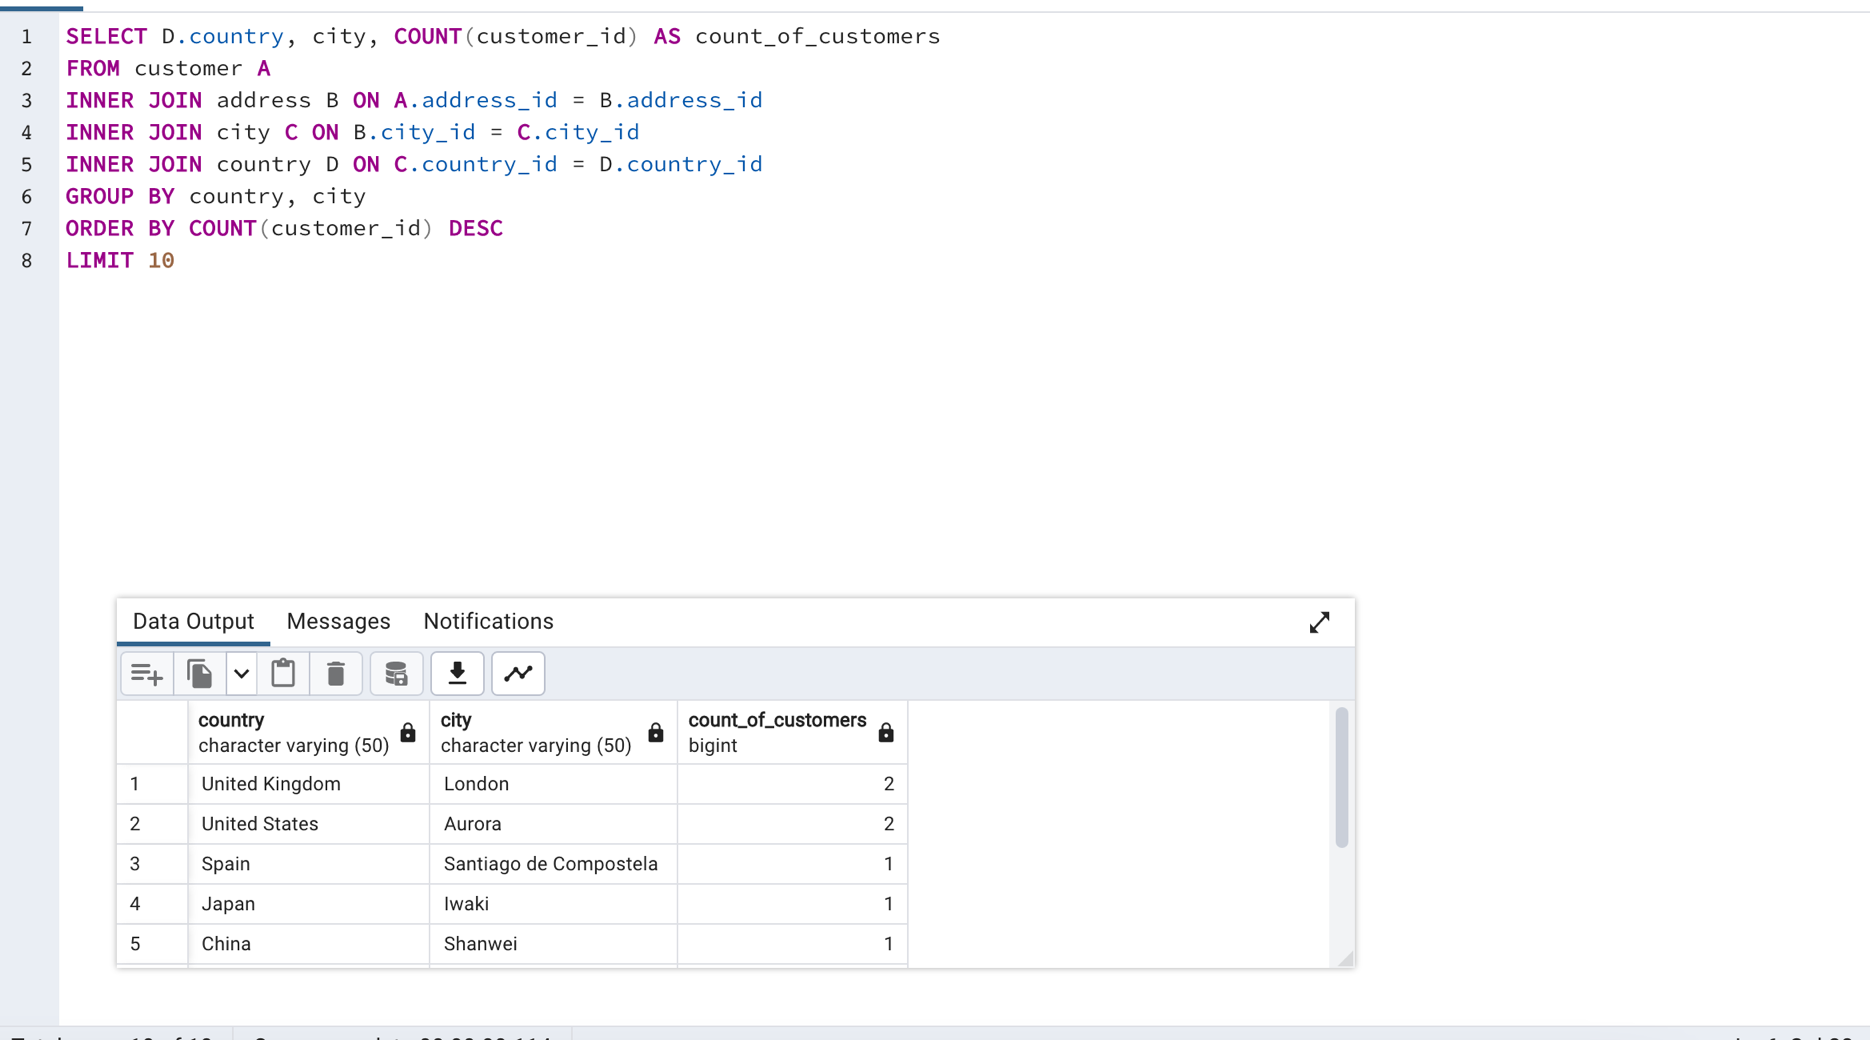 1 SELECT D.country, city, COUNT(customer_id) AS count_of_customers
2 FROM customer A
3 INNER JOIN address B ON A.address_id = B.address_id
4 INNER JOIN city C ON B.city_id = C.city_id
5 INNER JOIN country D ON C.country_id = D.country_id
6 GROUP BY country, city
7 ORDER BY COUNT(customer_id) DESC
8 LIMIT 10
Data Output Messages Notifications
country city count_of_customers
character varying (50) character varying (50) bigint
1 United Kingdom London 2
2 United States Aurora 2
3 Spain Santiago de Compostela 1
4 Japan Iwaki 1
5 China Shanwei 1